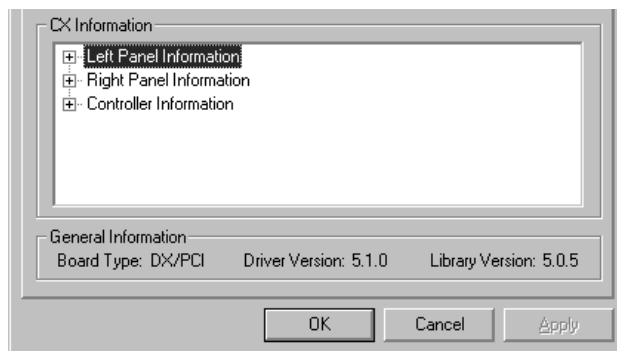 CX Information
Left Panel Information
Right Panel Information
Controller Information
General Information
Board Type: DX/PCI Driver Version: 5.1.0 Library Version: 5.0.5
OK Cancel Apply